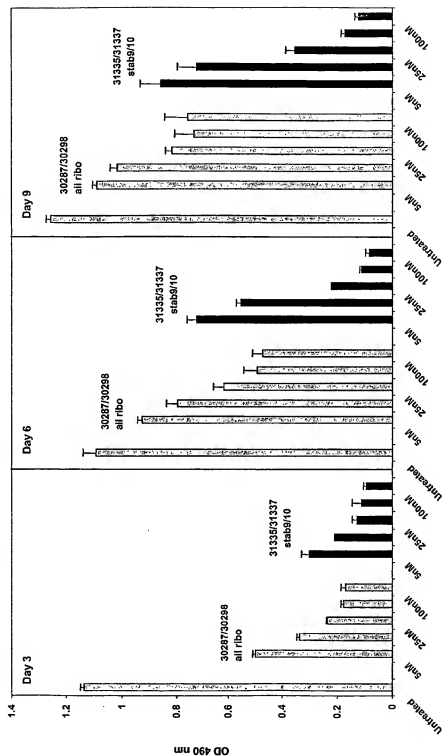 Day 3
Day 6
Day 9
30287/30298
all ribo
31335/31337
stab9/10
30287/30298
all ribo
31335/31337
stab9/10
30287/30298
all ribo
31335/31337
stab9/10
OD 490 nm
1.4
1.2
1
0.8
0.6
0.4
0.2
0
Untreated
5nM
25nM
100nM
5nM
25nM
100nM
Untreated
5nM
25nM
100nM
5nM
25nM
100nM
Untreated
5nM
25nM
100nM
5nM
25nM
100nM